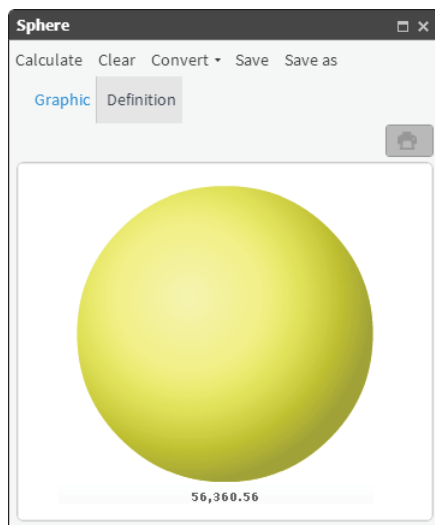 Sphere
Calculate Clear Convert Save Save as
Graphic Definition
56,360.56